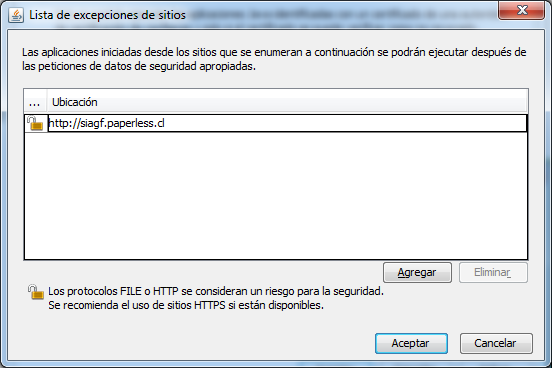 Lista de excepciones de sitios
Las aplicaciones iniciadas desde los sitios que se enumeran a continuación se podrán ejecutar después de
las peticiones de datos de seguridad apropiadas.
... Ubicación
http://siagf.paperless.cl
Agregar Eliminar
Los protocolos FILE o HTTP se consideran un riesgo para la seguridad.
Se recomienda el uso de sitios HTTPS si están disponibles.
Aceptar Cancelar